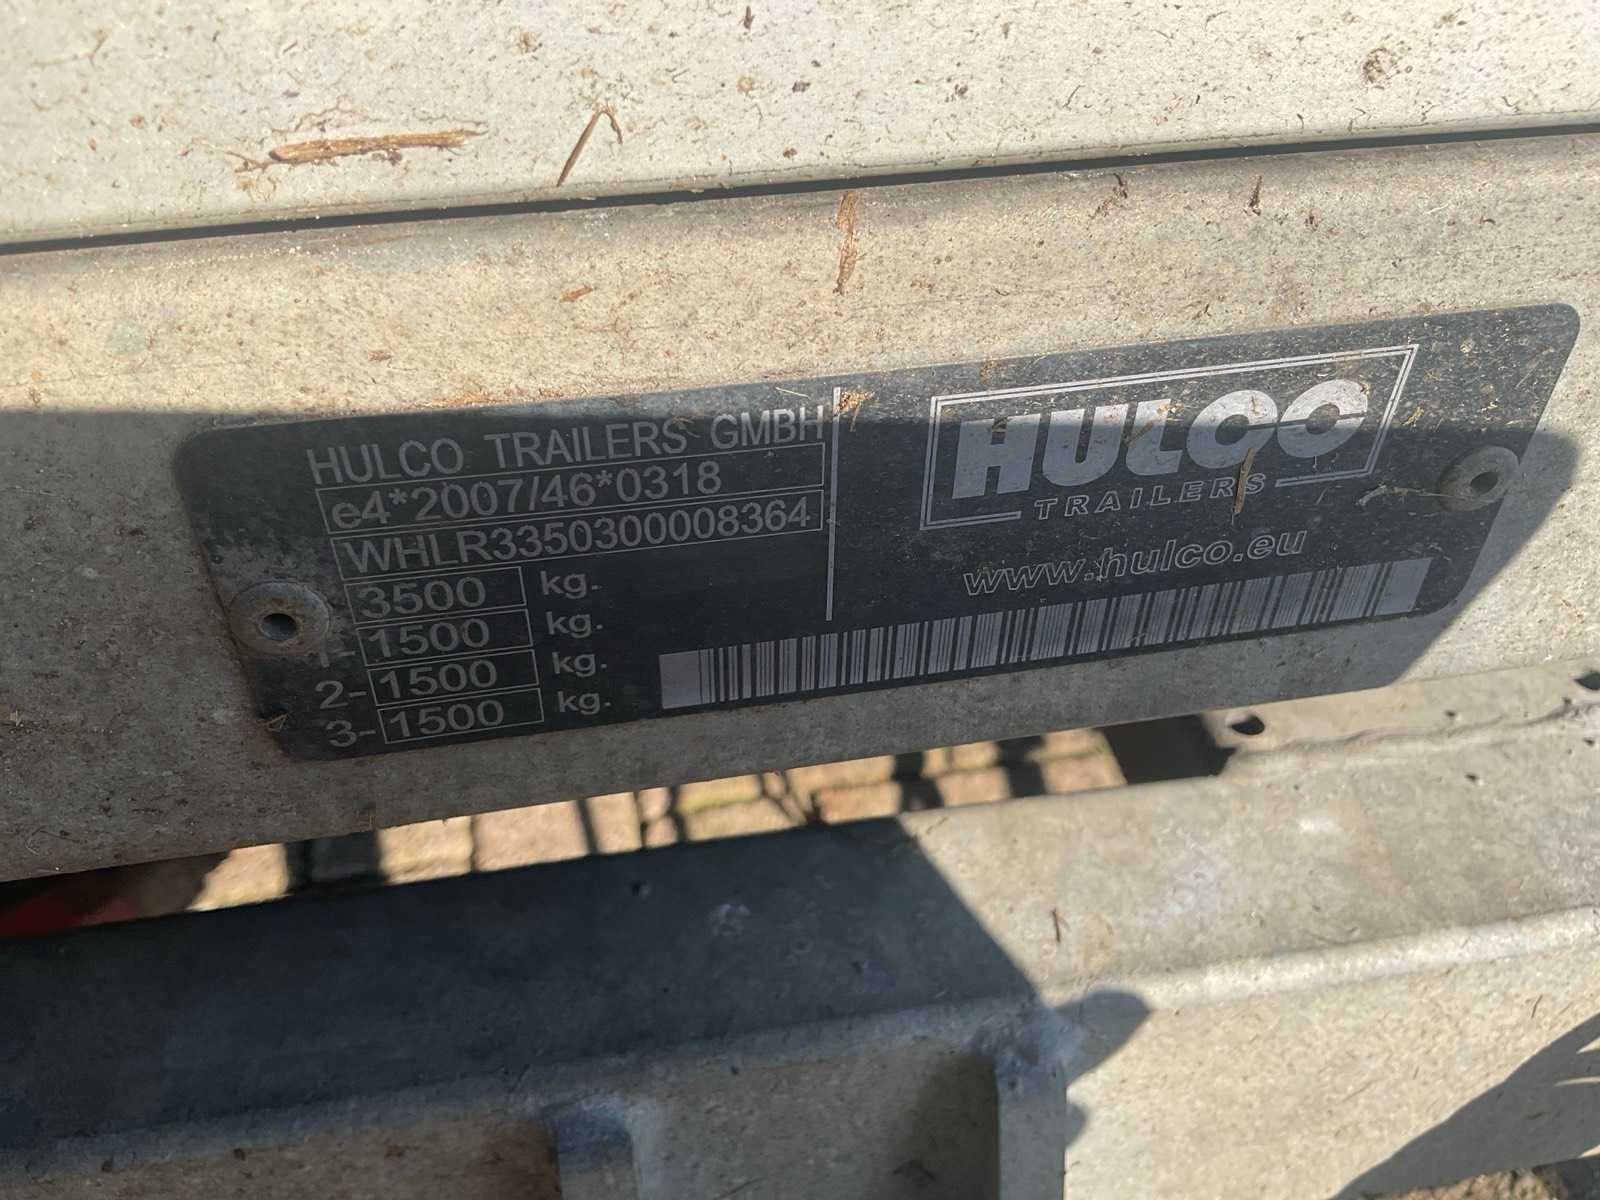 HULCO TRAILERS GMBH
e4*2007/46*0318
WHLR3350300008364
3500 kg.
1- 1500 kg.
2- 1500 kg.
3- 1500 kg.
HULCO
TRAILERS
www.hulco.eu